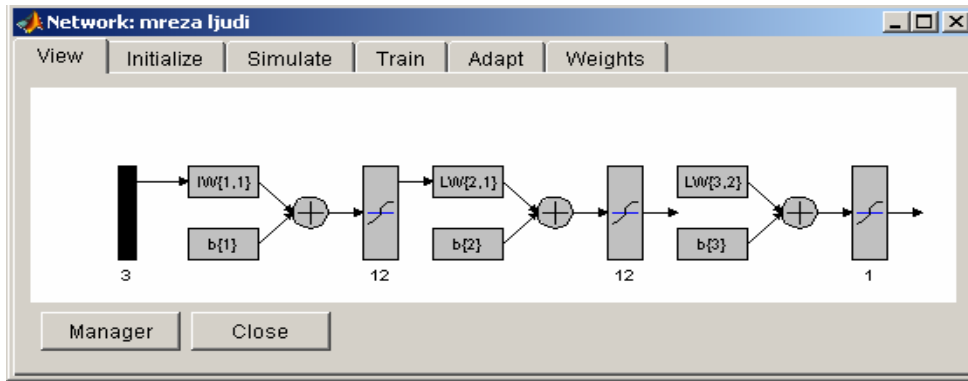 Network: mreza ljudi
View Initialize Simulate Train Adapt Weights
IW{1,1} LW{2,1} LW{3,2}
b{1} b{2} b{3}
3 12 12 1
Manager Close